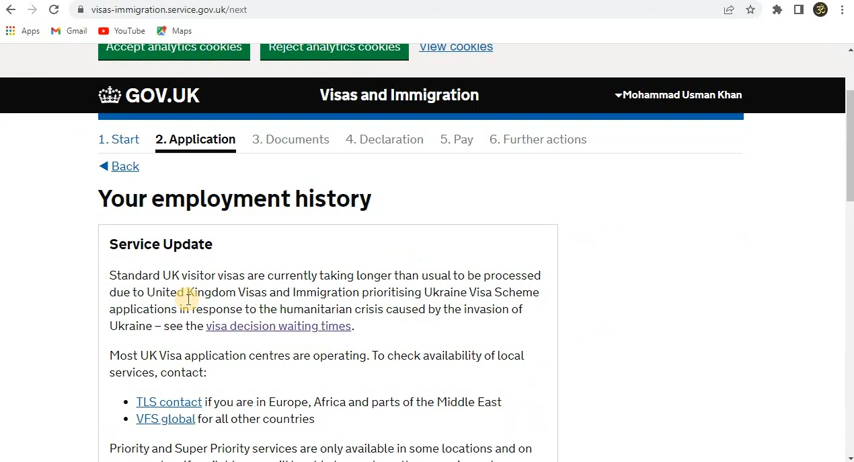 visas-immigration.service.gov.uk/next
Apps Gmail YouTube Maps
Accept analytics cookies Reject analytics cookies View cookies
GOV.UK Visas and Immigration Mohammad Usman Khan
1. Start 2. Application 3. Documents 4. Declaration 5. Pay 6. Further actions
Back
Your employment history
Service Update
Standard UK visitor visas are currently taking longer than usual to be processed
due to United Kingdom Visas and Immigration prioritising Ukraine Visa Scheme
applications in response to the humanitarian crisis caused by the invasion of
Ukraine – see the visa decision waiting times.
Most UK Visa application centres are operating. To check availability of local
services, contact:
• TLS contact if you are in Europe, Africa and parts of the Middle East
• VFS global for all other countries
Priority and Super Priority services are only available in some locations and on